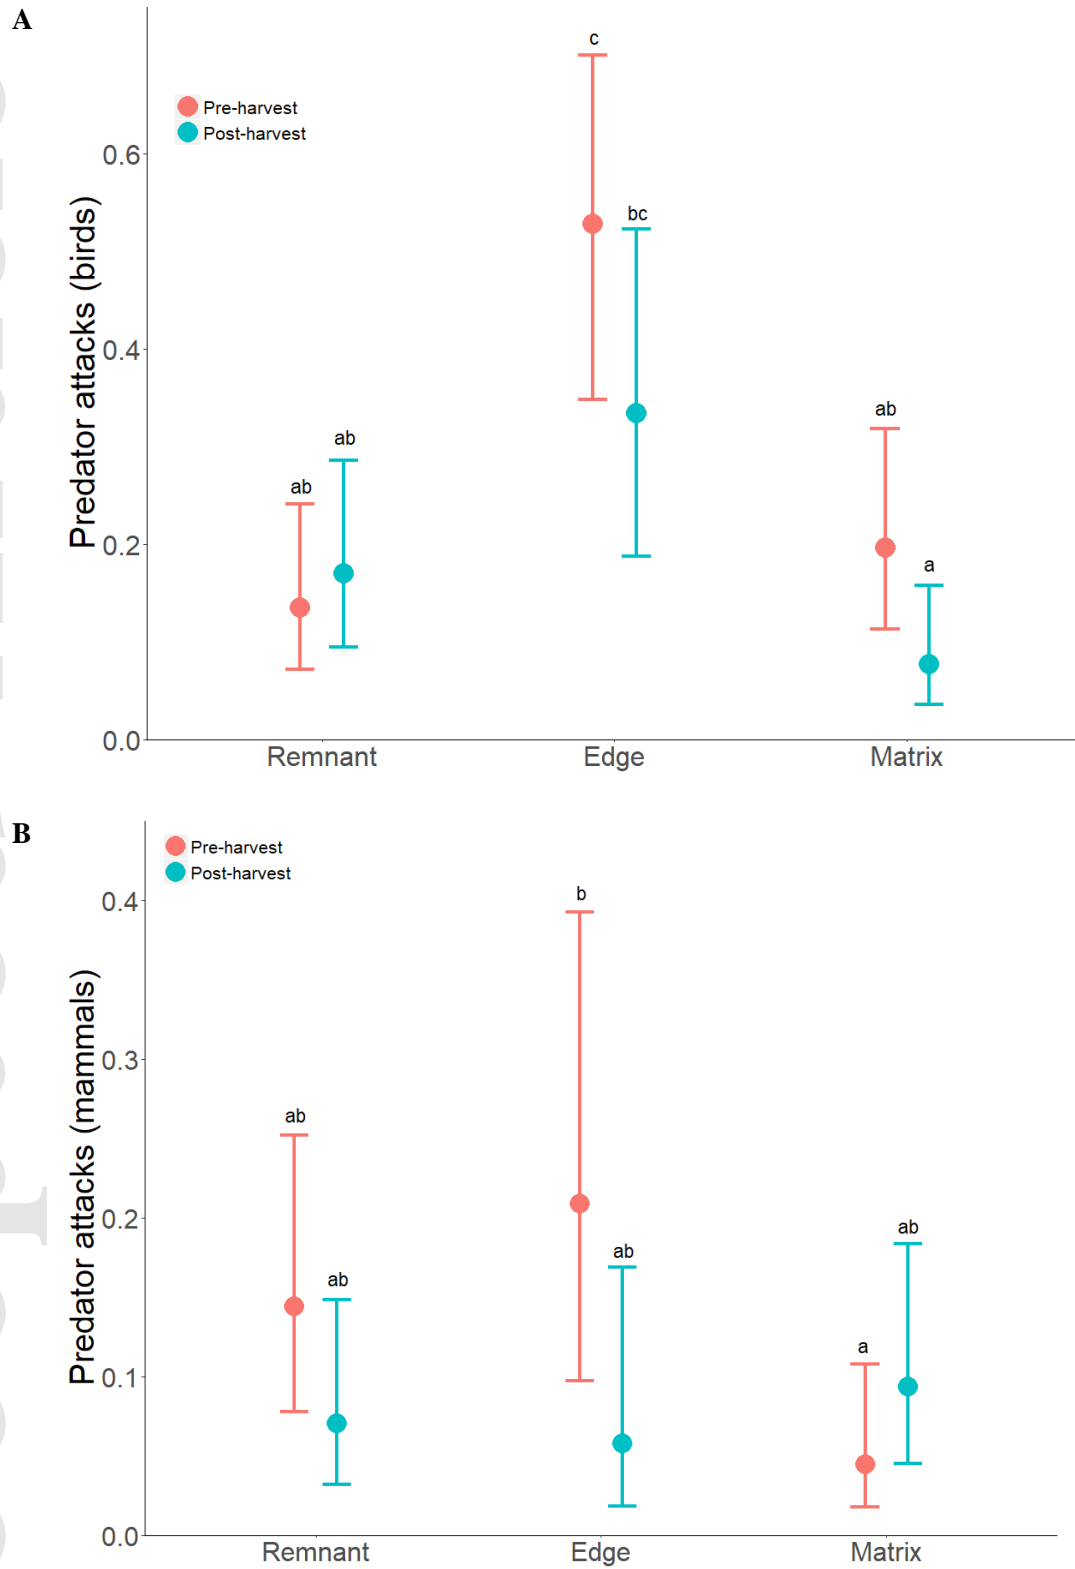 A
c
Pre-harvest
Post-harvest
0.6
bc
Predator attacks (birds)
0.4
ab
ab
ab
0.2
a
0.0
Remnant
Edge
Matrix
B
Pre-harvest
Post-harvest
0.4
b
Predator attacks (mammals)
0.3
ab
0.2
ab
ab
ab
0.1
a
0.0
Remnant
Edge
Matrix